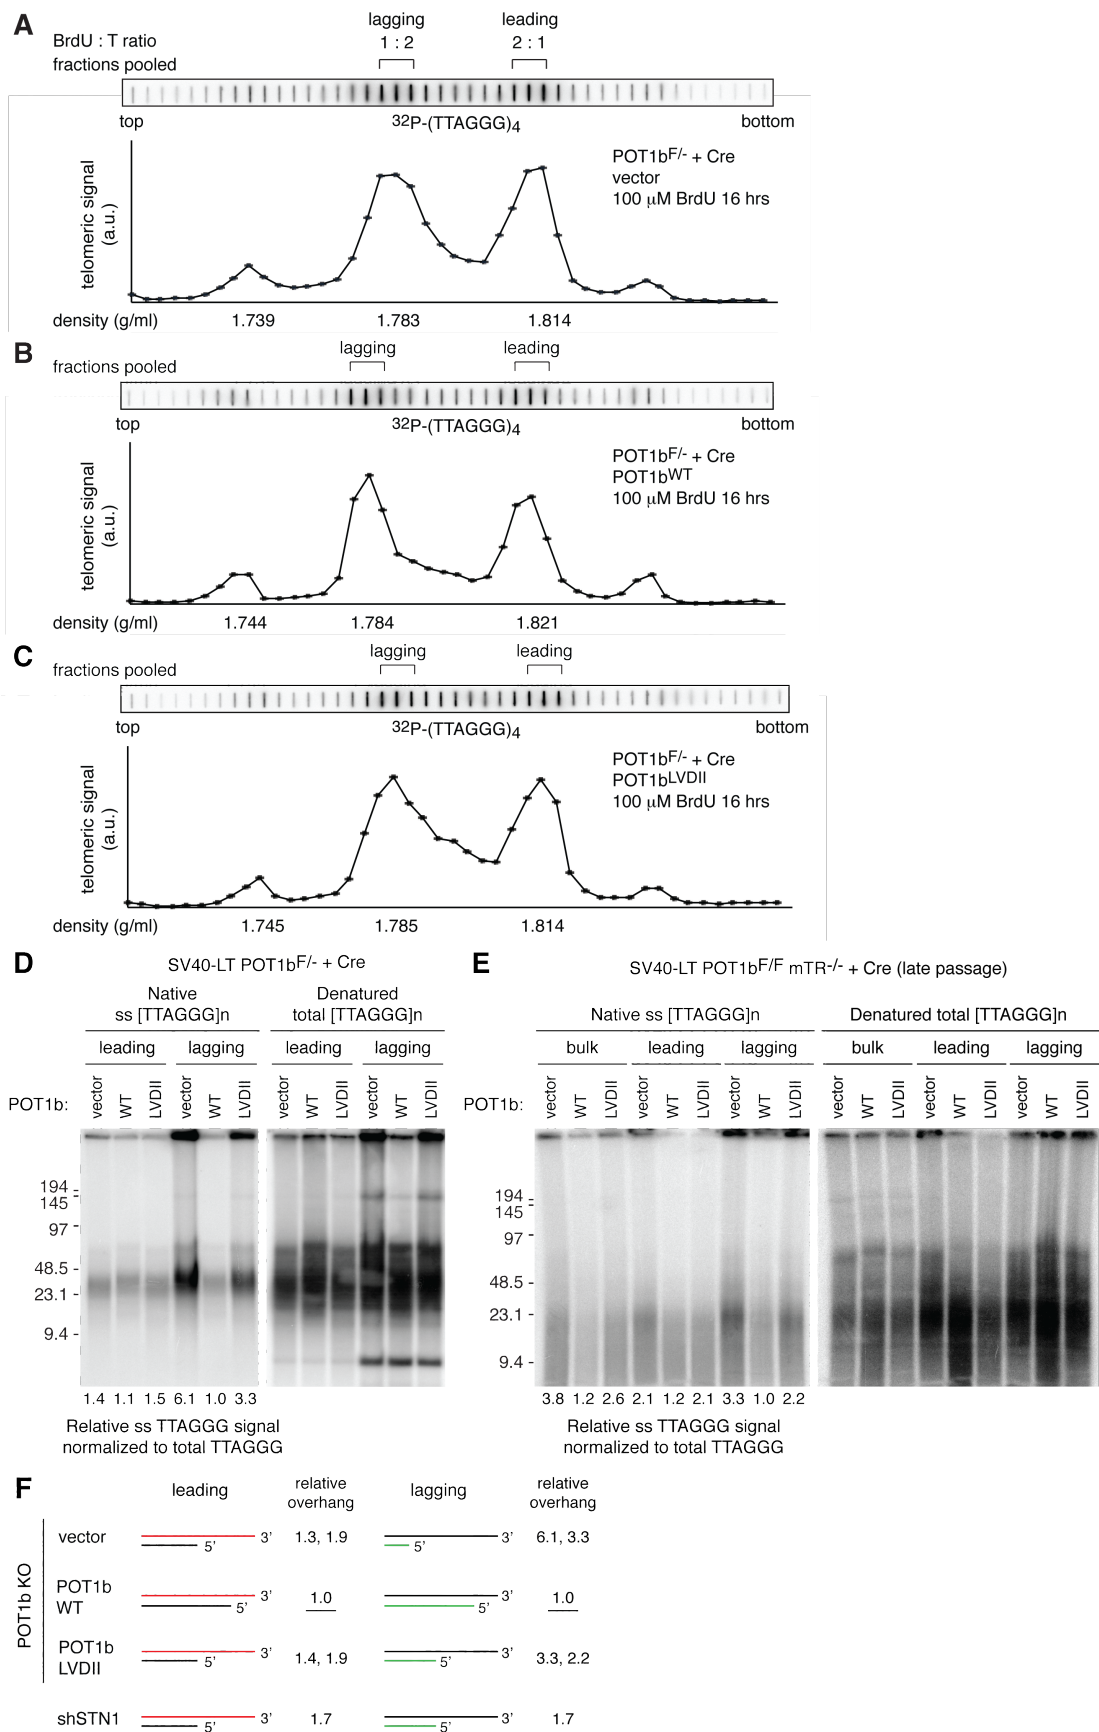 A
lagging leading
BrdU : T ratio 1 : 2 2 : 1
fractions pooled
top 32P-(TTAGGG)4 bottom
telomeric signal
(a.u.)
POT1bF/- + Cre
vector
100 µM BrdU 16 hrs
density (g/ml) 1.739 1.783 1.814
B
lagging leading
fractions pooled
top 32P-(TTAGGG)4 bottom
telomeric signal
(a.u.)
POT1bF/- + Cre
POT1bWT
100 µM BrdU 16 hrs
density (g/ml) 1.744 1.784 1.821
C
lagging leading
fractions pooled
top 32P-(TTAGGG)4 bottom
telomeric signal
(a.u.)
POT1bF/- + Cre
POT1bLVDII
100 µM BrdU 16 hrs
density (g/ml) 1.745 1.785 1.814
D
SV40-LT POT1bF/- + Cre
Native Denatured
ss [TTAGGG]n total [TTAGGG]n
leading lagging leading lagging
POT1b: vector WT LVDII vector WT LVDII vector WT LVDII vector WT LVDII
194
145
97
48.5
23.1
9.4
1.4 1.1 1.5 6.1 1.0 3.3
Relative ss TTAGGG signal
normalized to total TTAGGG
E
SV40-LT POT1bF/F mTR-/- + Cre (late passage)
Native ss [TTAGGG]n Denatured total [TTAGGG]n
bulk leading lagging bulk leading lagging
POT1b: vector WT LVDII vector WT LVDII vector WT LVDII vector WT LVDII vector WT LVDII vector WT LVDII
194
145
97
48.5
23.1
9.4
3.8 1.2 2.6 2.1 1.2 2.1 3.3 1.0 2.2
Relative ss TTAGGG signal
normalized to total TTAGGG
F
leading relative overhang lagging relative overhang
POT1b KO
vector 3' 5' 1.3, 1.9 3' 5' 6.1, 3.3
POT1b WT 3' 5' 1.0 3' 5' 1.0
POT1b LVDII 3' 5' 1.4, 1.9 3' 5' 3.3, 2.2
shSTN1 3' 5' 1.7 3' 5' 1.7